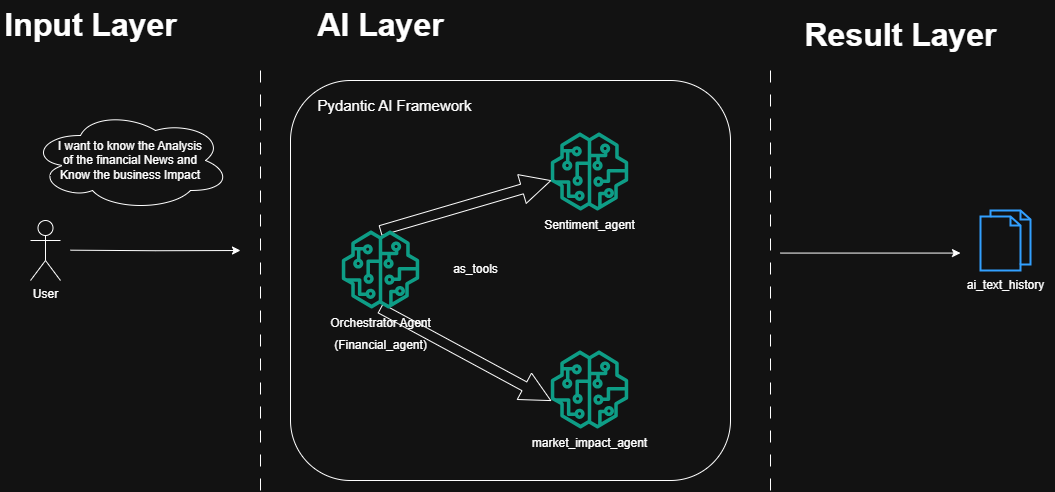 Input Layer
AI Layer
Result Layer
Pydantic AI Framework
I want to know the Analysis
of the financial News and
Know the business Impact
User
Sentiment_agent
as_tools
Orchestrator Agent
(Financial_agent)
market_impact_agent
ai_text_history